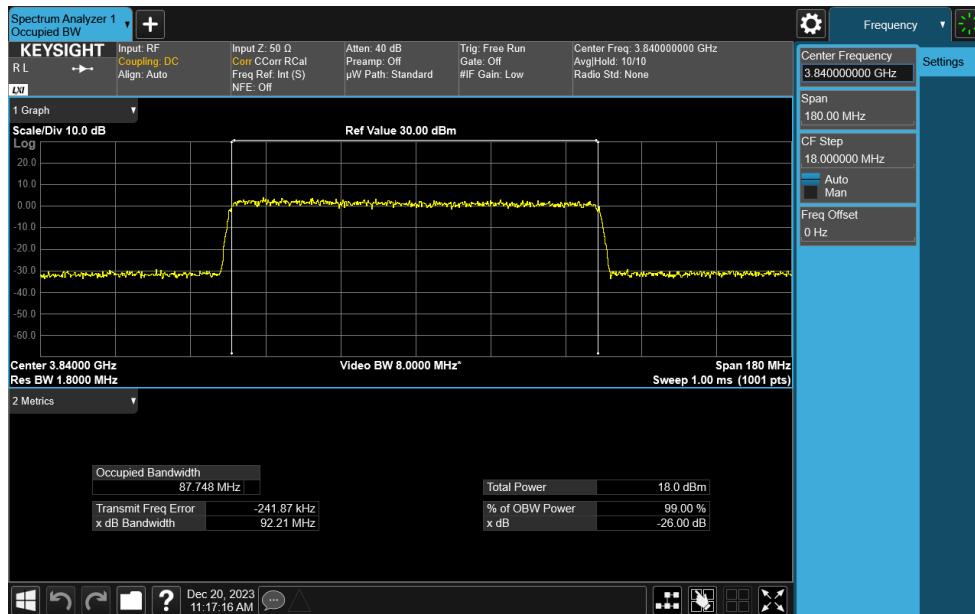 Spectrum Analyzer 1
Occupied BW
Frequency
KEYSIGHT
R L
LXI
Input: RF
Coupling: DC
Align: Auto
Input Z: 50 Ω
Corr CCorr RCal
Freq Ref: Int (S)
NFE: Off
Atten: 40 dB
Preamp: Off
µW Path: Standard
Trig: Free Run
Gate: Off
#IF Gain: Low
Center Freq: 3.840000000 GHz
Avg|Hold: 10/10
Radio Std: None
Center Frequency
3.840000000 GHz
Settings
Span
180.00 MHz
CF Step
18.000000 MHz
Auto
Man
Freq Offset
0 Hz
1 Graph
Scale/Div 10.0 dB
Ref Value 30.00 dBm
Log
20.0
10.0
0.00
-10.0
-20.0
-30.0
-40.0
-50.0
-60.0
Center 3.84000 GHz
Video BW 8.0000 MHz*
Span 180 MHz
Res BW 1.8000 MHz
Sweep 1.00 ms (1001 pts)
2 Metrics
Occupied Bandwidth
87.748 MHz
Total Power 18.0 dBm
Transmit Freq Error -241.87 kHz
% of OBW Power 99.00 %
x dB Bandwidth 92.21 MHz
x dB -26.00 dB
?
Dec 20, 2023
11:17:16 AM